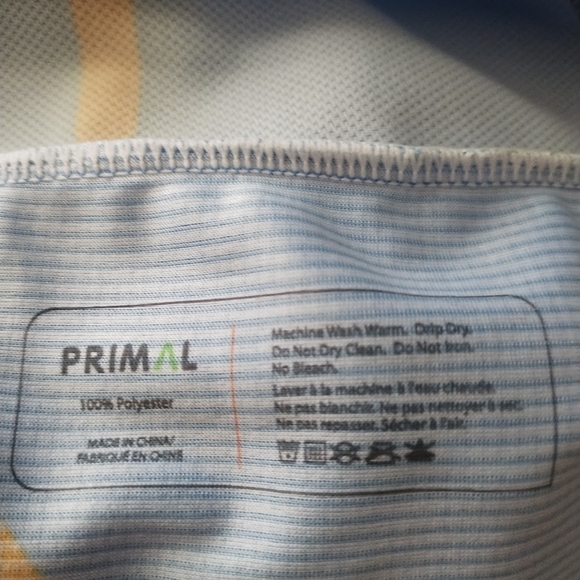 PRIMAL
100% Polyester
MADE IN CHINA/
FABRIQUÉ EN CHINE
Machine Wash Warm. Drip Dry.
Do Not Dry Clean. Do Not Iron.
No Bleach.
Laver à la machine à l'eau chaude.
Ne pas blanchir. Ne pas nettoyer à sec.
Ne pas repasser. Sécher à l'air.